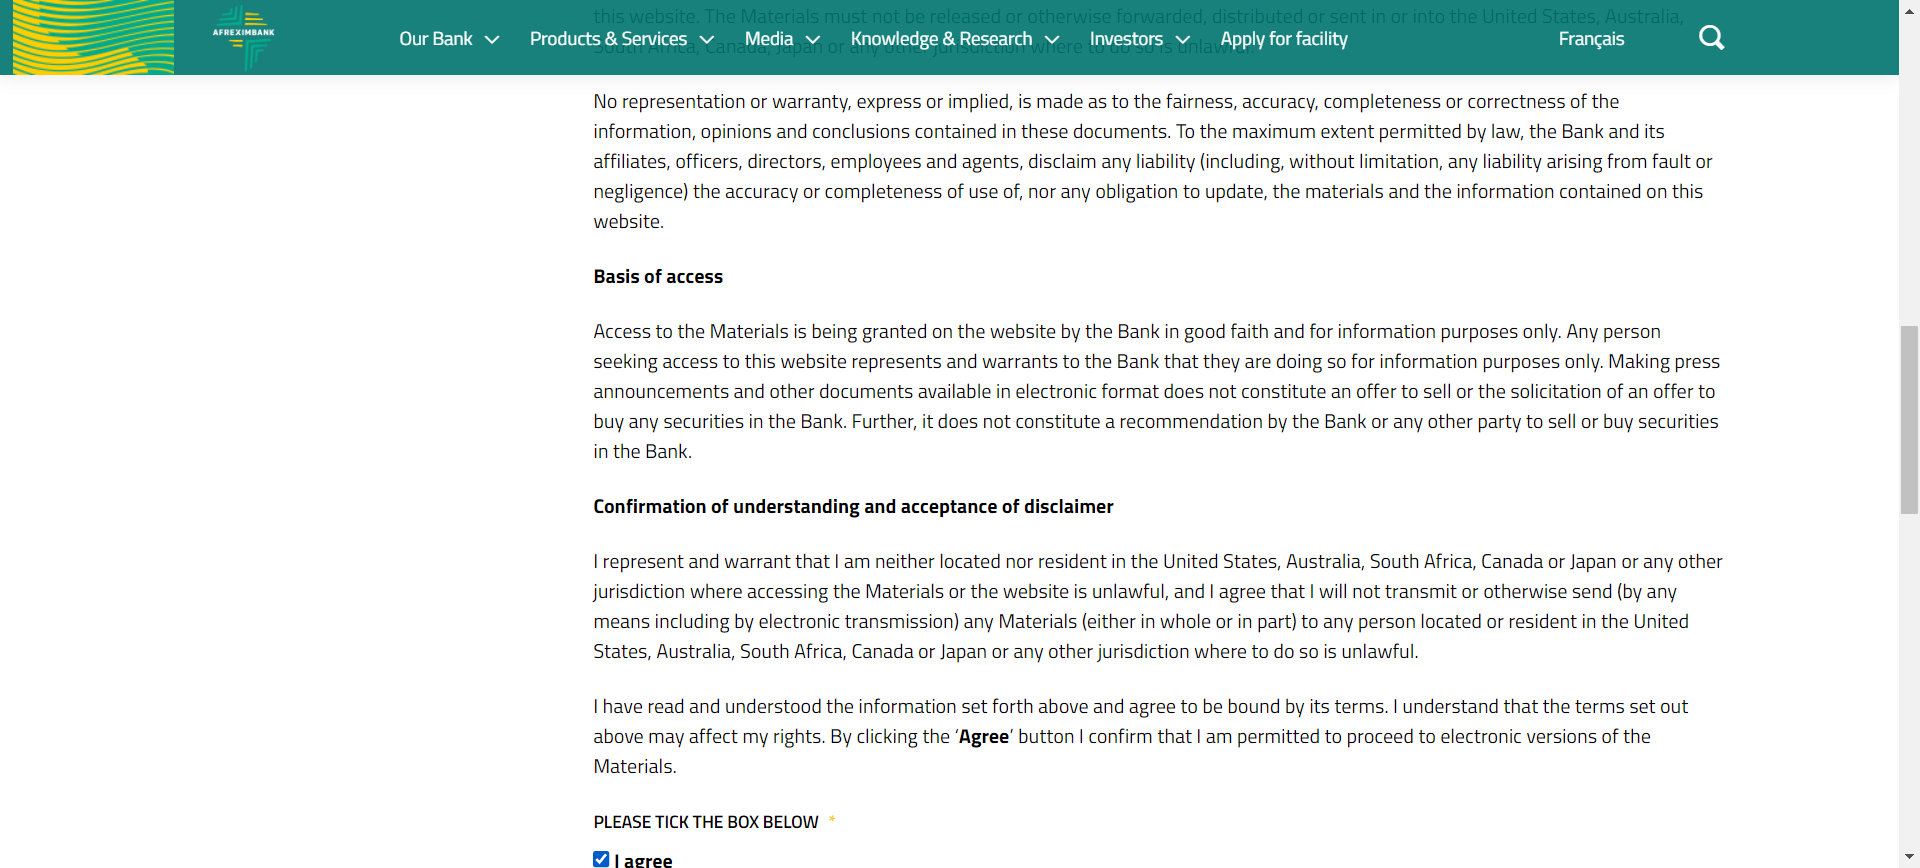 this website. The Materials must not be released or otherwise forwarded, distributed or sent in or into the United States, Australia,
South Africa, Canada, Japan or any other jurisdiction where to do so is unlawful.
AFREXIMBANK
Our Bank
Products & Services
Media
Knowledge & Research
Investors
Apply for facility
Français
No representation or warranty, express or implied, is made as to the fairness, accuracy, completeness or correctness of the
information, opinions and conclusions contained in these documents. To the maximum extent permitted by law, the Bank and its
affiliates, officers, directors, employees and agents, disclaim any liability (including, without limitation, any liability arising from fault or
negligence) the accuracy or completeness of use of, nor any obligation to update, the materials and the information contained on this
website.
Basis of access
Access to the Materials is being granted on the website by the Bank in good faith and for information purposes only. Any person
seeking access to this website represents and warrants to the Bank that they are doing so for information purposes only. Making press
announcements and other documents available in electronic format does not constitute an offer to sell or the solicitation of an offer to
buy any securities in the Bank. Further, it does not constitute a recommendation by the Bank or any other party to sell or buy securities
in the Bank.
Confirmation of understanding and acceptance of disclaimer
I represent and warrant that I am neither located nor resident in the United States, Australia, South Africa, Canada or Japan or any other
jurisdiction where accessing the Materials or the website is unlawful, and I agree that I will not transmit or otherwise send (by any
means including by electronic transmission) any Materials (either in whole or in part) to any person located or resident in the United
States, Australia, South Africa, Canada or Japan or any other jurisdiction where to do so is unlawful.
I have read and understood the information set forth above and agree to be bound by its terms. I understand that the terms set out
above may affect my rights. By clicking the ‘Agree’ button I confirm that I am permitted to proceed to electronic versions of the
Materials.
PLEASE TICK THE BOX BELOW *
I agree